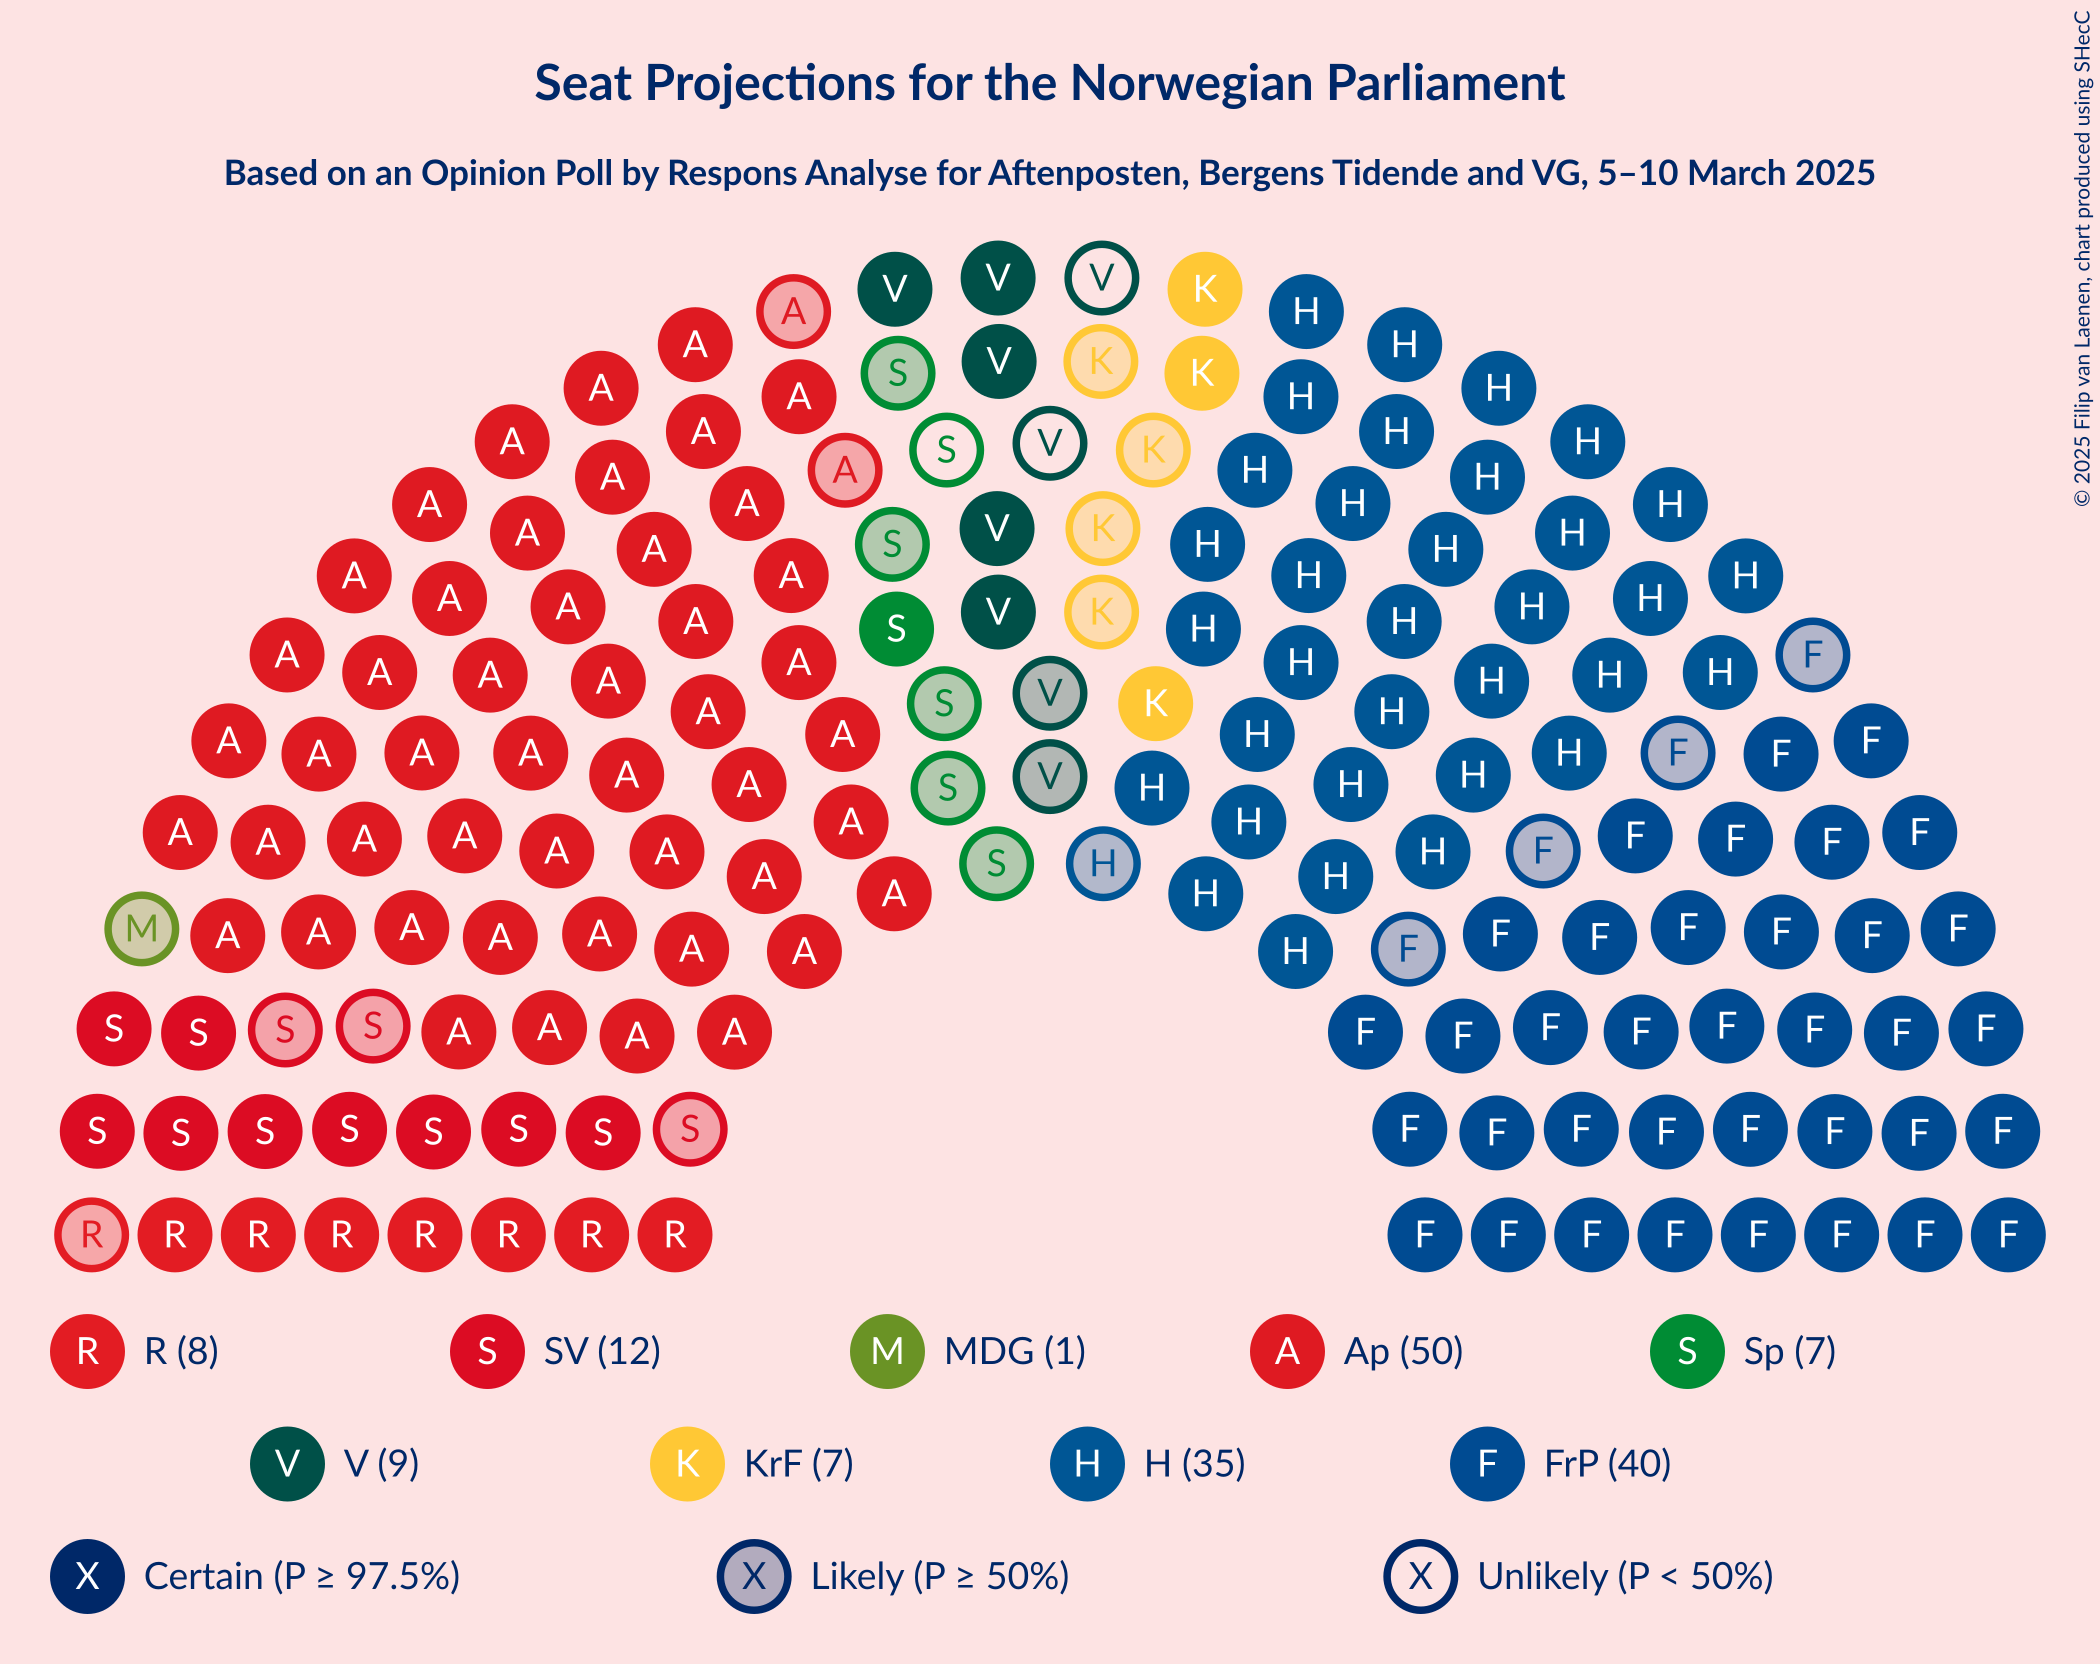 Seat Projections for the Norwegian Parliament
Based on an Opinion Poll by Respons Analyse for Aftenposten, Bergens Tidende and VG, 5–10 March 2025
© 2025 Filip van Laenen, chart produced using SHecC
V V V K
A H
A S V K K H
A A H H
A A S V K H H H
A A A S V K H H H H
A A A A S V K H H H H
A A A A A S V K H H H H F
A A A A A A A S V H H H H H F F F
A A A A A A A A S H H H H F F F F F
M A A A A A A A H F F F F F F F
S S S S A A A A F F F F F F F F
S S S S S S S S F F F F F F F F
R R R R R R R R F F F F F F F F
R R (8) S SV (12) M MDG (1) A Ap (50) S Sp (7)
V V (9) K KrF (7) H H (35) F FrP (40)
X Certain (P ≥ 97.5%) X Likely (P ≥ 50%) X Unlikely (P < 50%)